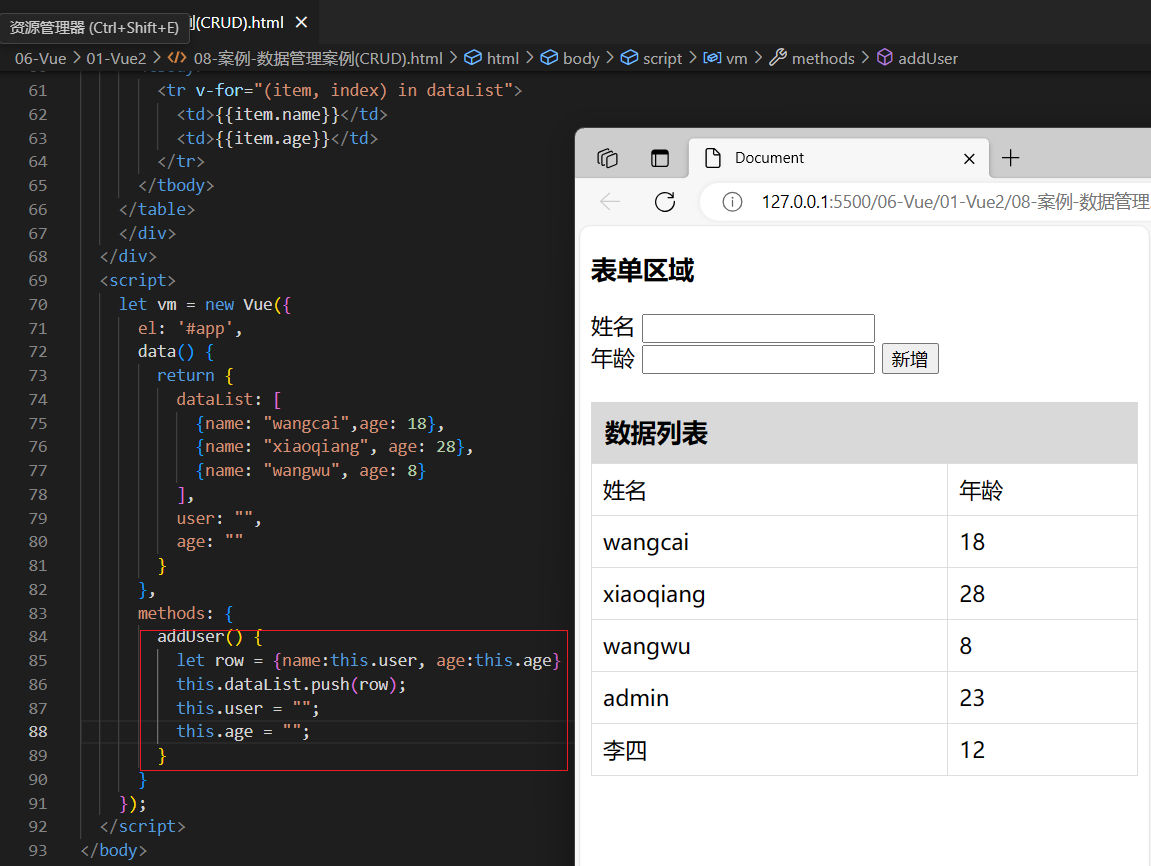 资源管理器 (Ctrl+Shift+E)
(CRUD).html
06-Vue > 01-Vue2 > 08-案例-数据管理案例(CRUD).html > html > body > script > vm > methods > addUser
61 <tr v-for="(item, index) in dataList">
62 <td>{{item.name}}</td>
63 <td>{{item.age}}</td>
64 </tr>
65 </tbody>
66 </table>
67 </div>
68 </div>
69 <script>
70 let vm = new Vue({
71 el: '#app',
72 data() {
73 return {
74 dataList: [
75 {name: "wangcai",age: 18},
76 {name: "xiaoqiang", age: 28},
77 {name: "wangwu", age: 8}
78 ],
79 user: "",
80 age: ""
81 }
82 },
83 methods: {
84 addUser() {
85 let row = {name:this.user, age:this.age}
86 this.dataList.push(row);
87 this.user = "";
88 this.age = "";
89 }
90 }
91 });
92 </script>
93 </body>
Document
127.0.0.1:5500/06-Vue/01-Vue2/08-案例-数据管理
表单区域
姓名
年龄 新增
数据列表
姓名 年龄
wangcai 18
xiaoqiang 28
wangwu 8
admin 23
李四 12